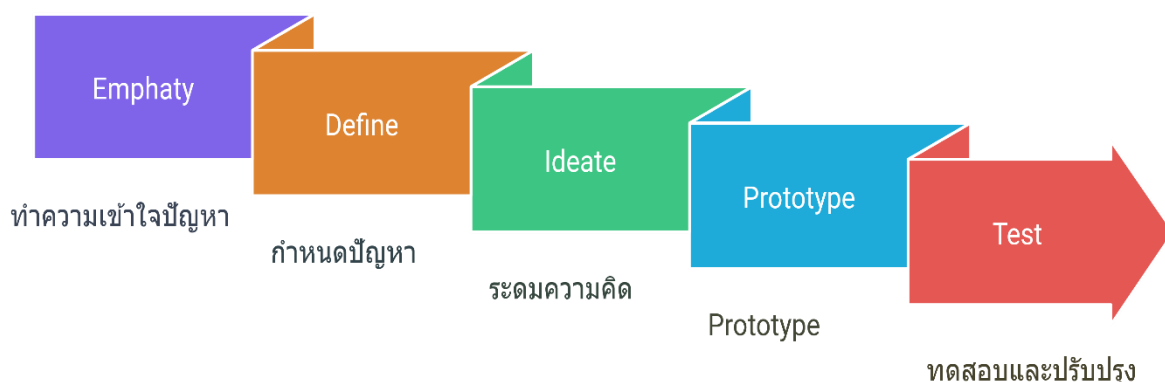 Emphaty
Define
Ideate
Prototype
Test
ทำความเข้าใจปัญหา
กำหนดปัญหา
ระดมความคิด
Prototype
ทดสอบและปรับปรง